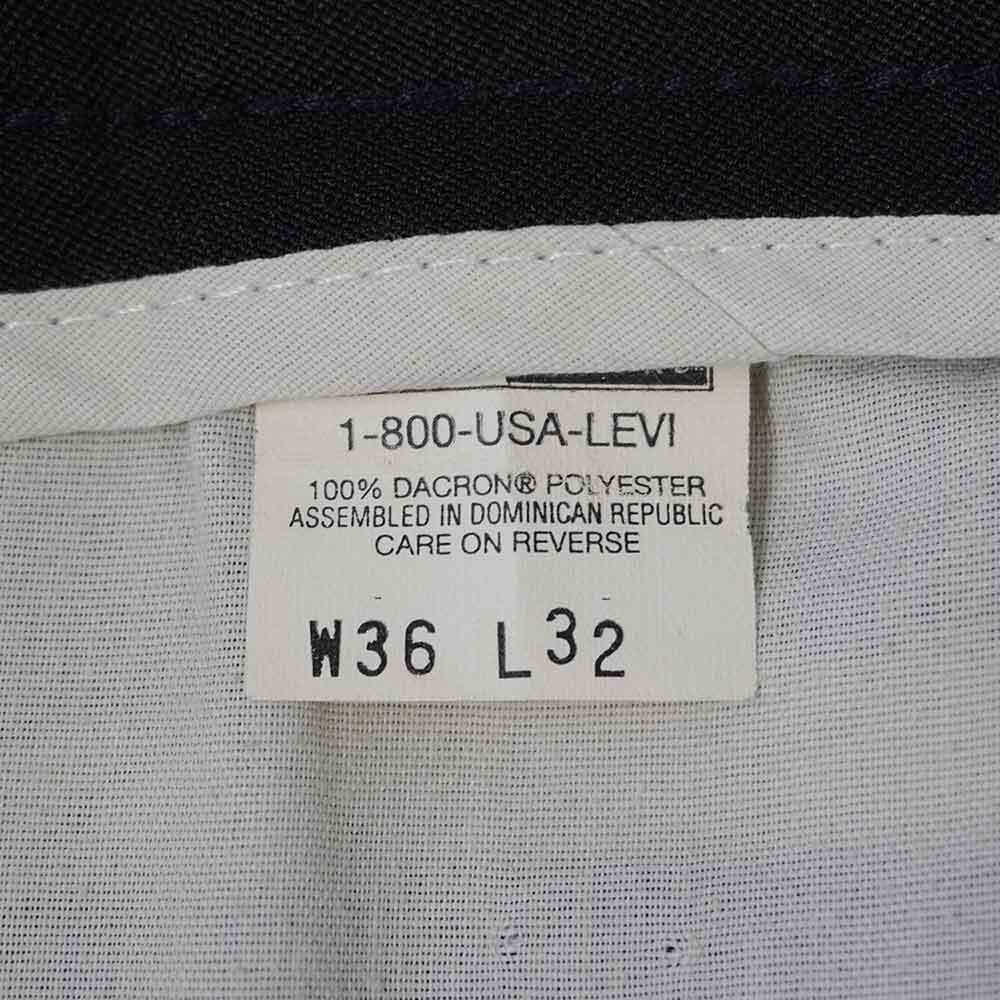 1-800-USA-LEVI
100% DACRON® POLYESTER
ASSEMBLED IN DOMINICAN REPUBLIC
CARE ON REVERSE
W36 L32